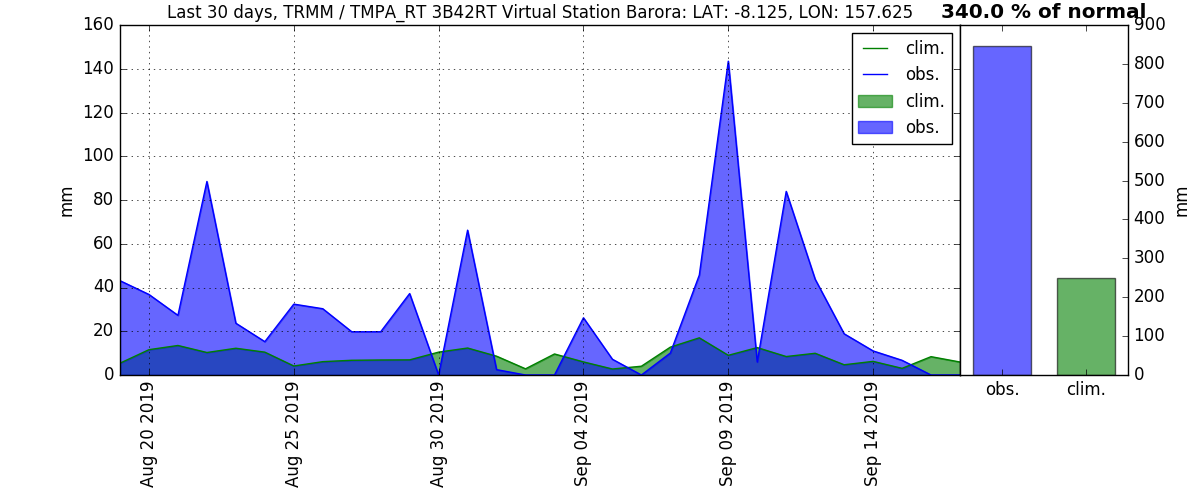 Last 30 days, TRMM / TMPA_RT 3B42RT Virtual Station Barora: LAT: -8.125, LON: 157.625
340.0 % of normal
160
140
120
100
80
60
40
20
0
mm
clim.
obs.
clim.
obs.
Aug 20 2019
Aug 25 2019
Aug 30 2019
Sep 04 2019
Sep 09 2019
Sep 14 2019
900
800
700
600
500
400
300
200
100
0
mm
obs.
clim.